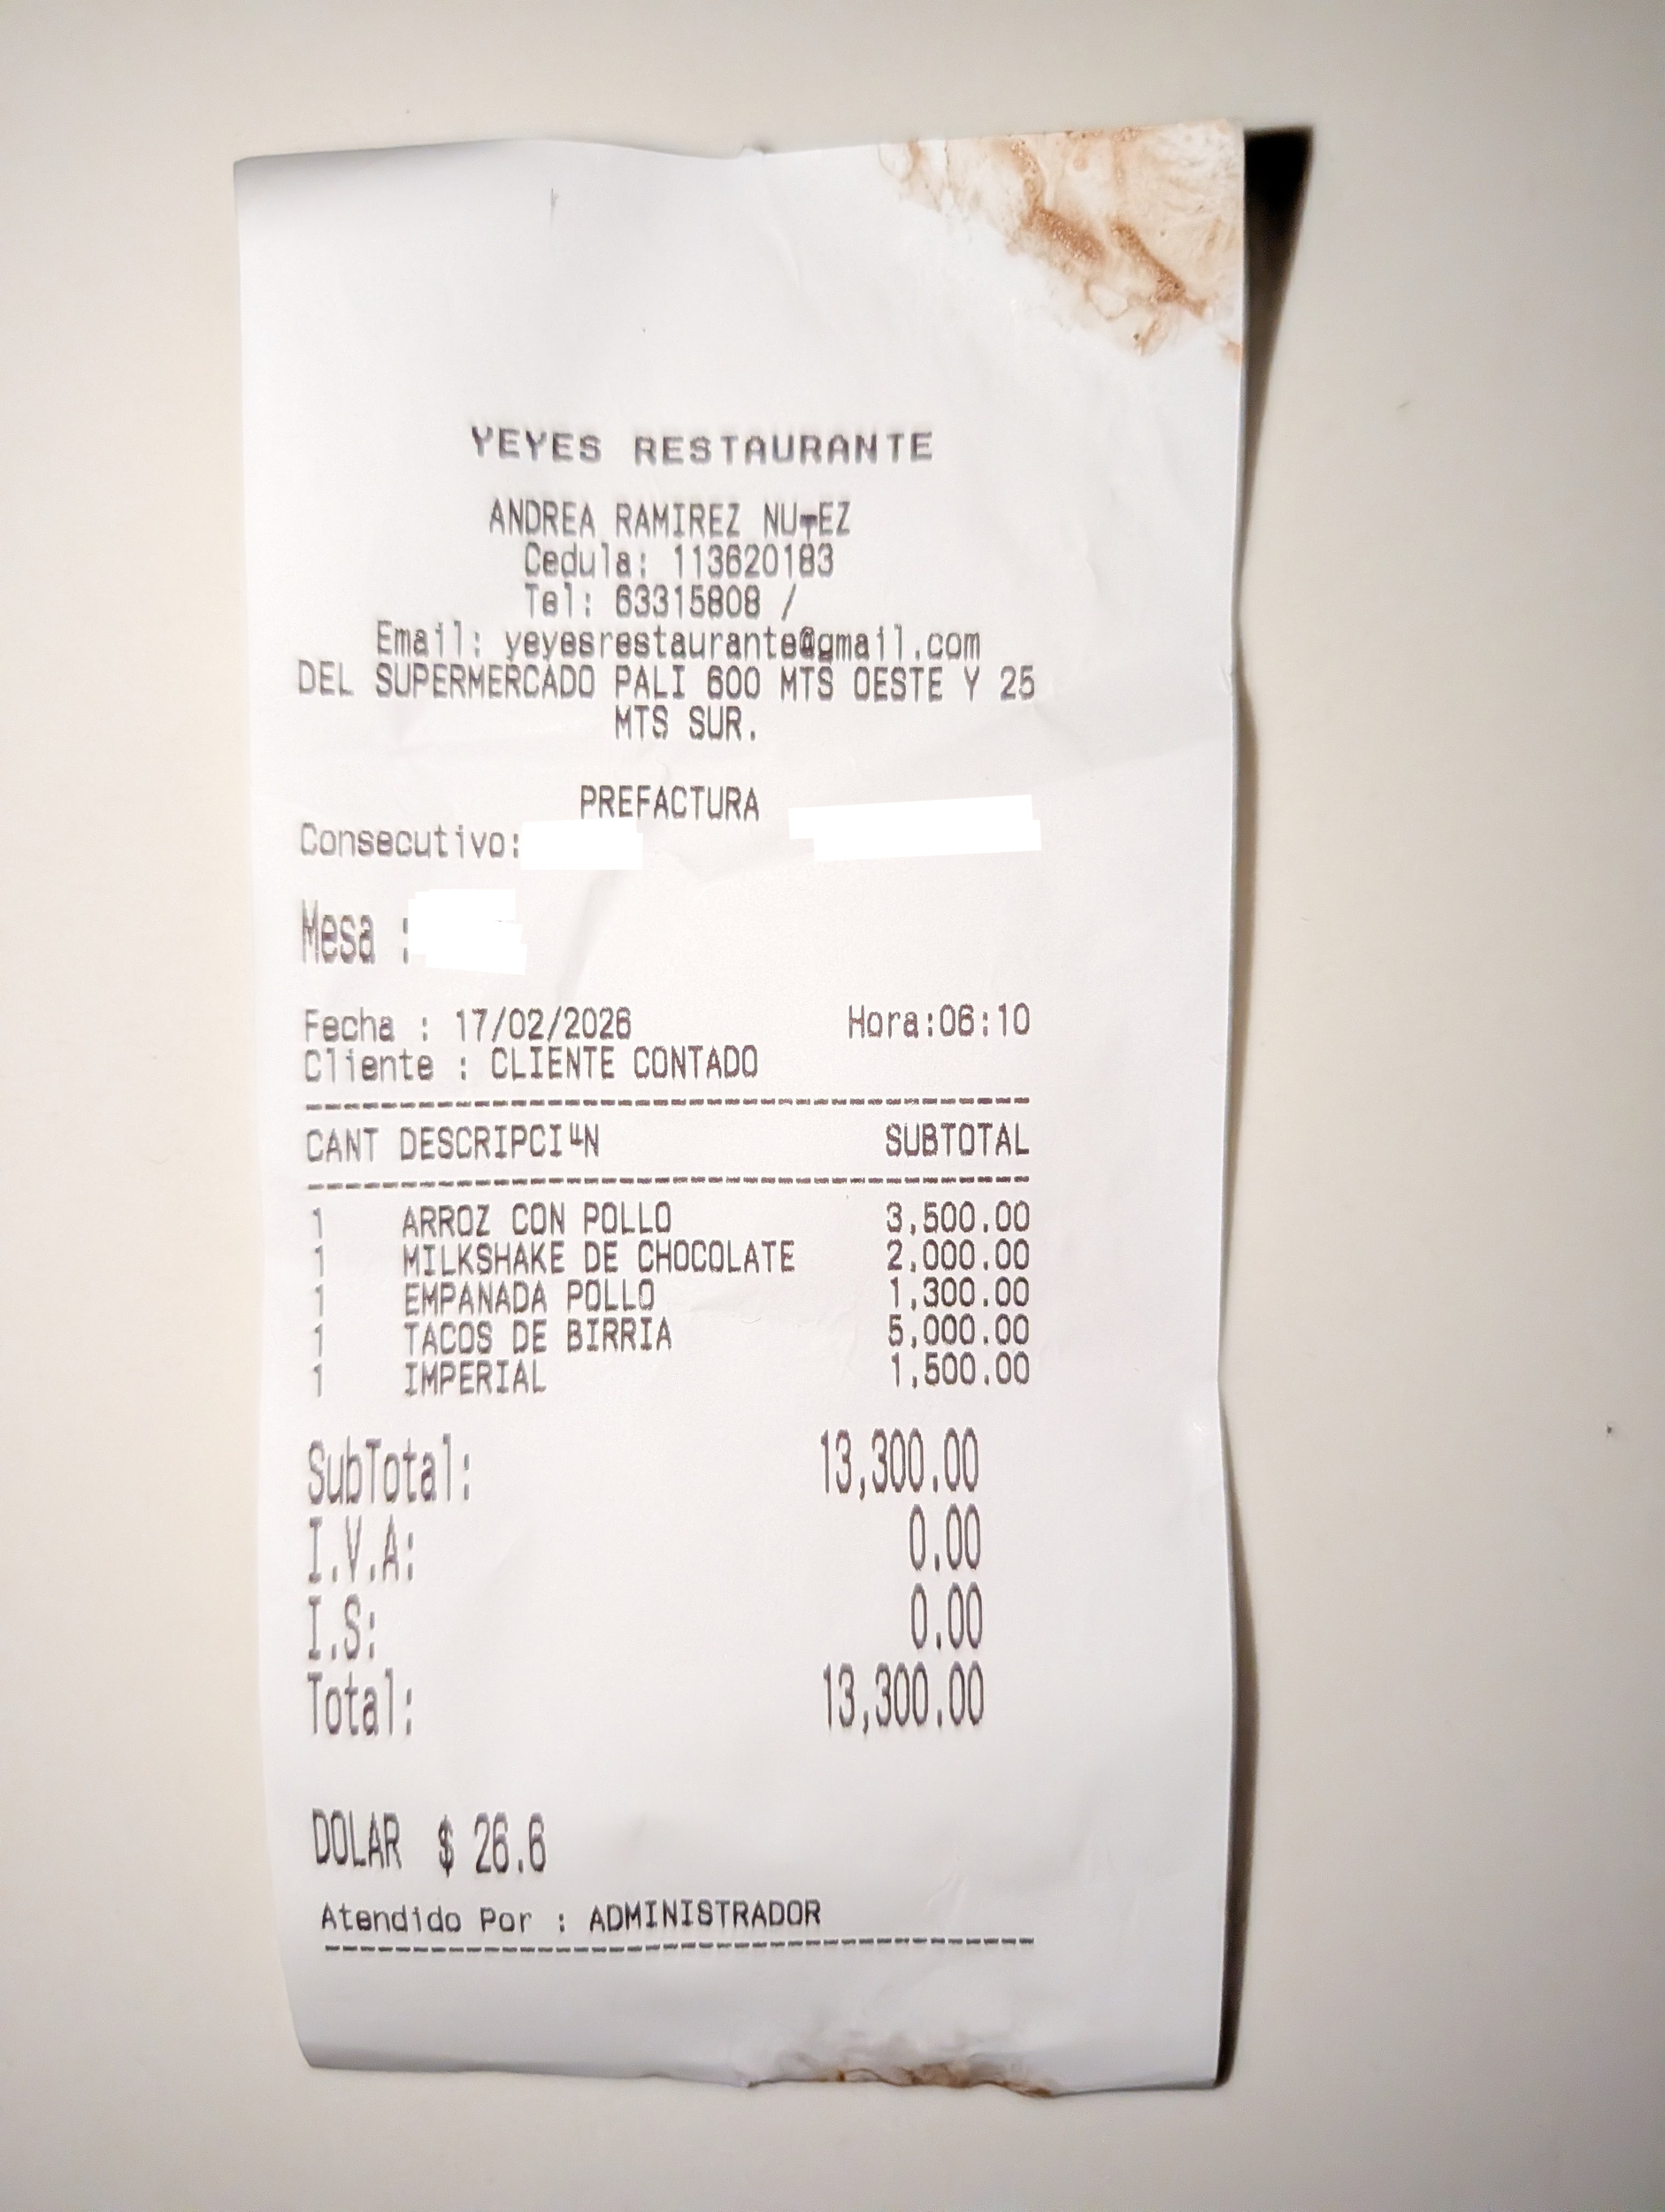 YEYES RESTAURANTE
ANDREA RAMIREZ NU┬EZ
Cedula: 113620183
Tel: 63315808 /
Email: yeyesrestaurante@gmail.com
DEL SUPERMERCADO PALI 600 MTS OESTE Y 25
MTS SUR.
PREFACTURA
Consecutivo:
Mesa :
Fecha : 17/02/2026 Hora:06:10
Cliente : CLIENTE CONTADO
CANT DESCRIPCI╨N SUBTOTAL
1 ARROZ CON POLLO 3,500.00
1 MILKSHAKE DE CHOCOLATE 2,000.00
1 EMPANADA POLLO 1,300.00
1 TACOS DE BIRRIA 5,000.00
1 IMPERIAL 1,500.00
SubTotal: 13,300.00
I.V.A: 0.00
I.S: 0.00
Total: 13,300.00
DOLAR $ 26.6
Atendido Por : ADMINISTRADOR